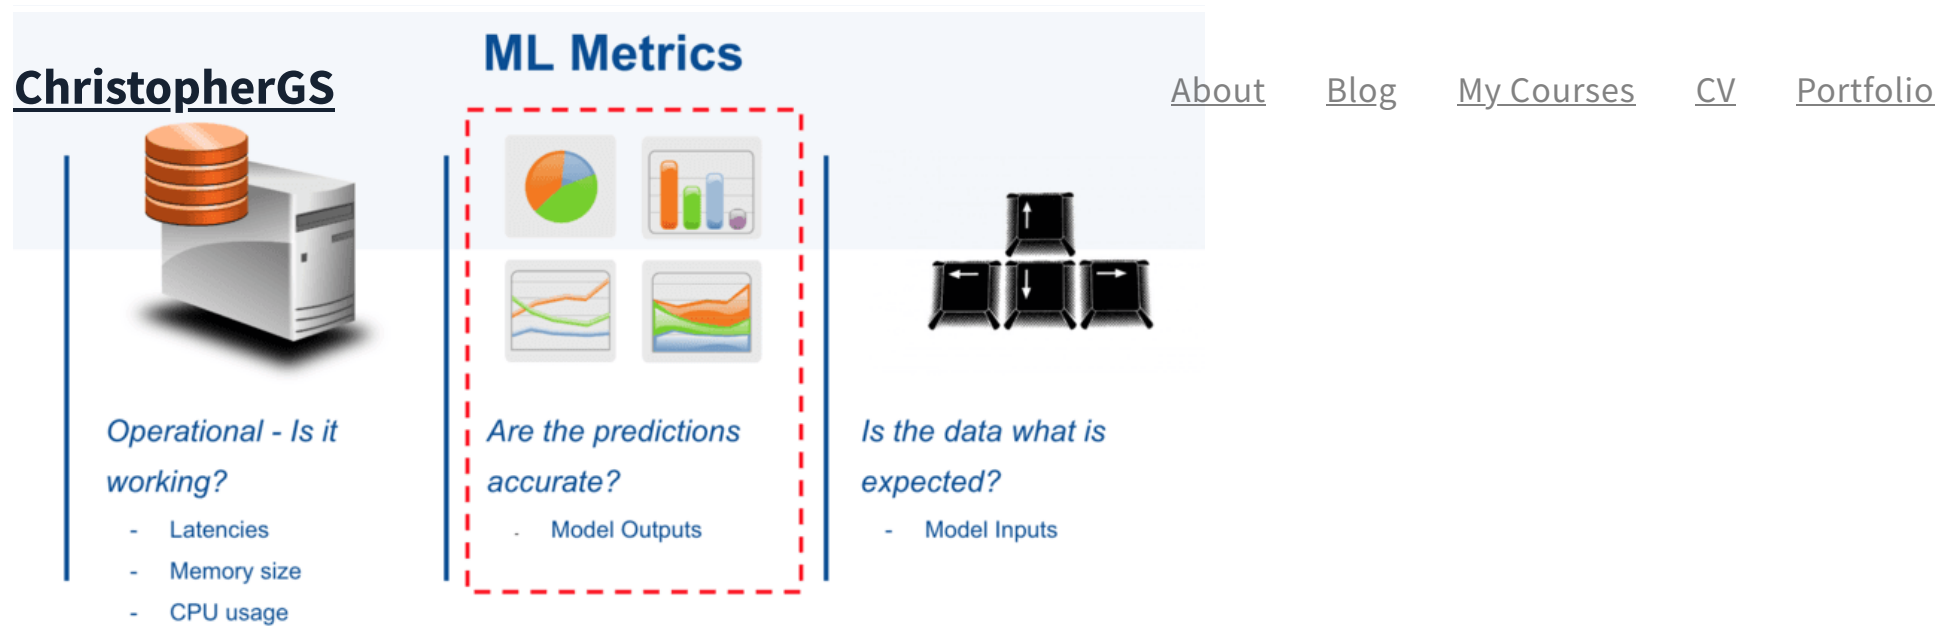 ML Metrics
ChristopherGS
About
Blog
My Courses
CV
Portfolio
Operational - Is it
working?
- Latencies
- Memory size
- CPU usage
Are the predictions
accurate?
- Model Outputs
Is the data what is
expected?
- Model Inputs